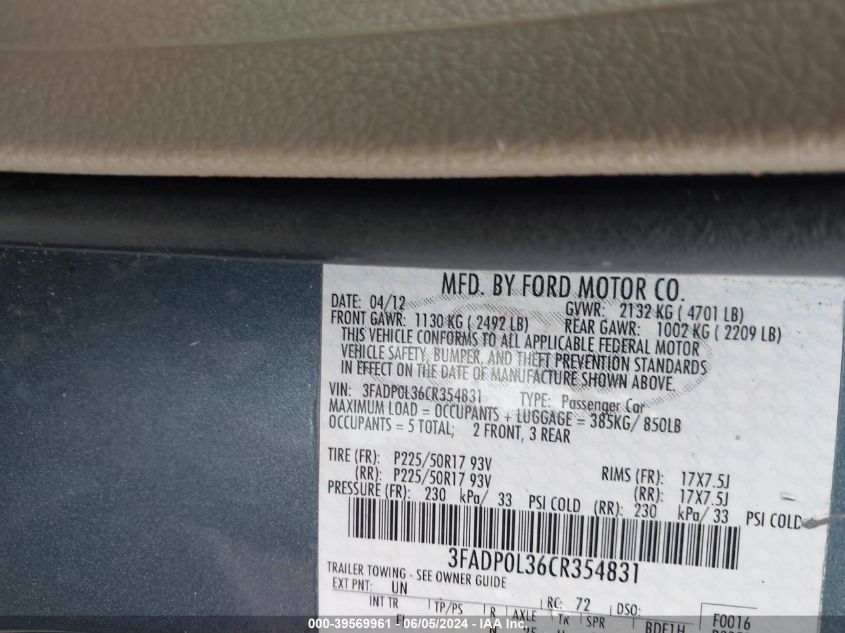 MFD. BY FORD MOTOR CO.
DATE: 04/12 GVWR: 2132 KG ( 4701 LB)
FRONT GAWR: 1130 KG ( 2492 LB) REAR GAWR: 1002 KG ( 2209 LB)
THIS VEHICLE CONFORMS TO ALL APPLICABLE FEDERAL MOTOR
VEHICLE SAFETY, BUMPER, AND THEFT PREVENTION STANDARDS
IN EFFECT ON THE DATE OF MANUFACTURE SHOWN ABOVE.
VIN: 3FADP0L36CR354831 TYPE: Passenger Car
MAXIMUM LOAD = OCCUPANTS + LUGGAGE = 385KG/ 850LB
OCCUPANTS = 5 TOTAL; 2 FRONT, 3 REAR
TIRE (FR): P225/50R17 93V RIMS (FR): 17X7.5J
(RR): P225/50R17 93V (RR): 17X7.5J
PRESSURE (FR): 230 kPa/ 33 PSI COLD (RR): 230 kPa/ 33 PSI COLD
3FADP0L36CR354831
TRAILER TOWING - SEE OWNER GUIDE
EXT PNT: UN RC: 72 DSO:
INT TR TP/PS R AXLE TR SPR F0016
000-39569961 - 06/05/2024 - IAA Inc.